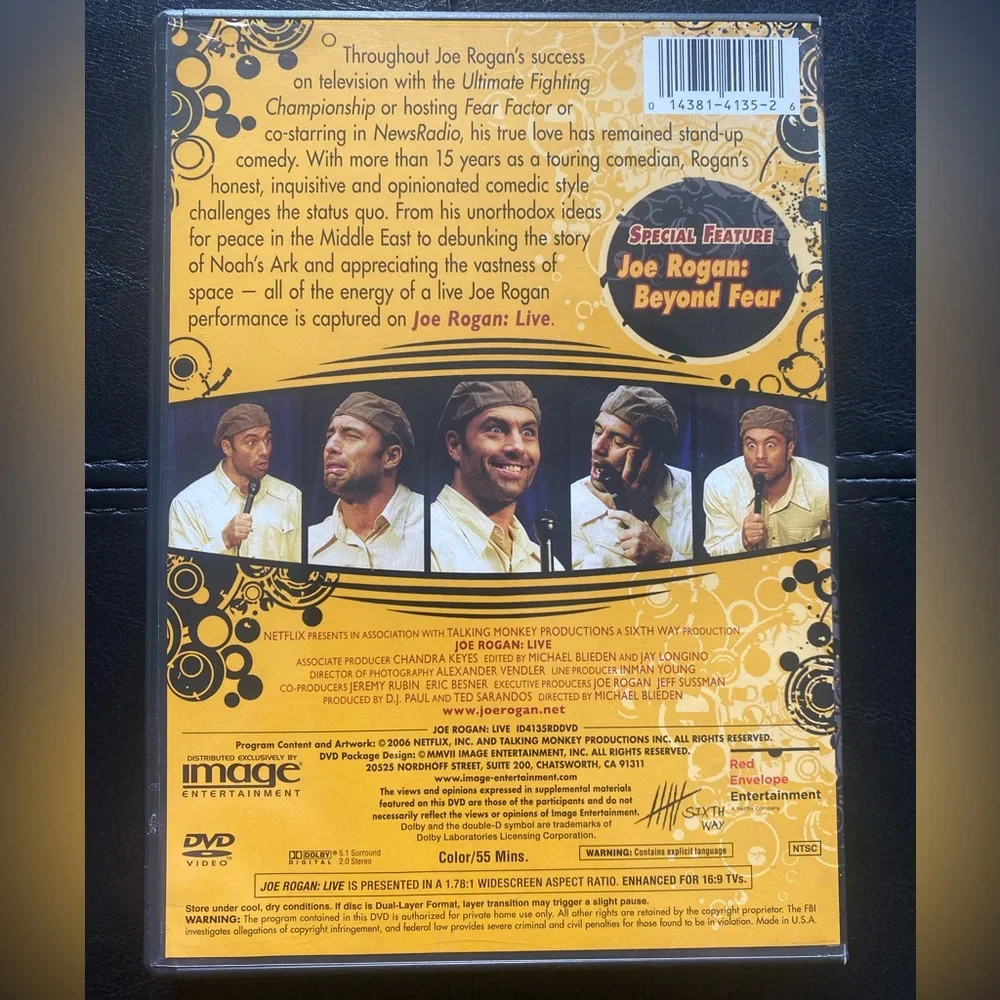 Throughout Joe Rogan's success
on television with the Ultimate Fighting
Championship or hosting Fear Factor or
co-starring in NewsRadio, his true love has remained stand-up
comedy. With more than 15 years as a touring comedian, Rogan's
honest, inquisitive and opinionated comedic style
challenges the status quo. From his unorthodox ideas
for peace in the Middle East to debunking the story
of Noah's Ark and appreciating the vastness of
space — all of the energy of a live Joe Rogan
performance is captured on Joe Rogan: Live.
0 14381-4135-2 6
SPECIAL FEATURE
Joe Rogan:
Beyond Fear
NETFLIX PRESENTS IN ASSOCIATION WITH TALKING MONKEY PRODUCTIONS A SIXTH WAY PRODUCTION
JOE ROGAN: LIVE
ASSOCIATE PRODUCER CHANDRA KEYES EDITED BY MICHAEL BLIEDEN AND JAY LONGINO
DIRECTOR OF PHOTOGRAPHY ALEXANDER VENDLER LINE PRODUCER INMAN YOUNG
CO-PRODUCERS JEREMY RUBIN ERIC BESNER EXECUTIVE PRODUCERS JOE ROGAN JEFF SUSSMAN
PRODUCED BY D.J. PAUL AND TED SARANDOS DIRECTED BY MICHAEL BLIEDEN
www.joerogan.net
JOE ROGAN: LIVE ID4135RDDVD
Program Content and Artwork: ©2006 NETFLIX, INC. AND TALKING MONKEY PRODUCTIONS INC. ALL RIGHTS RESERVED.
DVD Package Design: ©MMVII IMAGE ENTERTAINMENT, INC. ALL RIGHTS RESERVED.
20525 NORDHOFF STREET, SUITE 200, CHATSWORTH, CA 91311
www.image-entertainment.com
The views and opinions expressed in supplemental materials
featured on this DVD are those of the participants and do not
necessarily reflect the views or opinions of Image Entertainment.
Dolby and the double-D symbol are trademarks of
Dolby Laboratories Licensing Corporation.
DISTRIBUTED EXCLUSIVELY BY
image
ENTERTAINMENT
Red
Envelope
Entertainment
A Netflix Company
SIXTH
WAY
DVD
VIDEO
DOLBY
DIGITAL
5.1 Surround
2.0 Stereo
Color/55 Mins.
WARNING: Contains explicit language
NTSC
JOE ROGAN: LIVE IS PRESENTED IN A 1.78:1 WIDESCREEN ASPECT RATIO. ENHANCED FOR 16:9 TVs.
Store under cool, dry conditions. If disc is Dual-Layer Format, layer transition may trigger a slight pause.
WARNING: The program contained in this DVD is authorized for private home use only. All other rights are retained by the copyright proprietor. The FBI
investigates allegations of copyright infringement, and federal law provides severe criminal and civil penalties for those found to be in violation. Made in U.S.A.